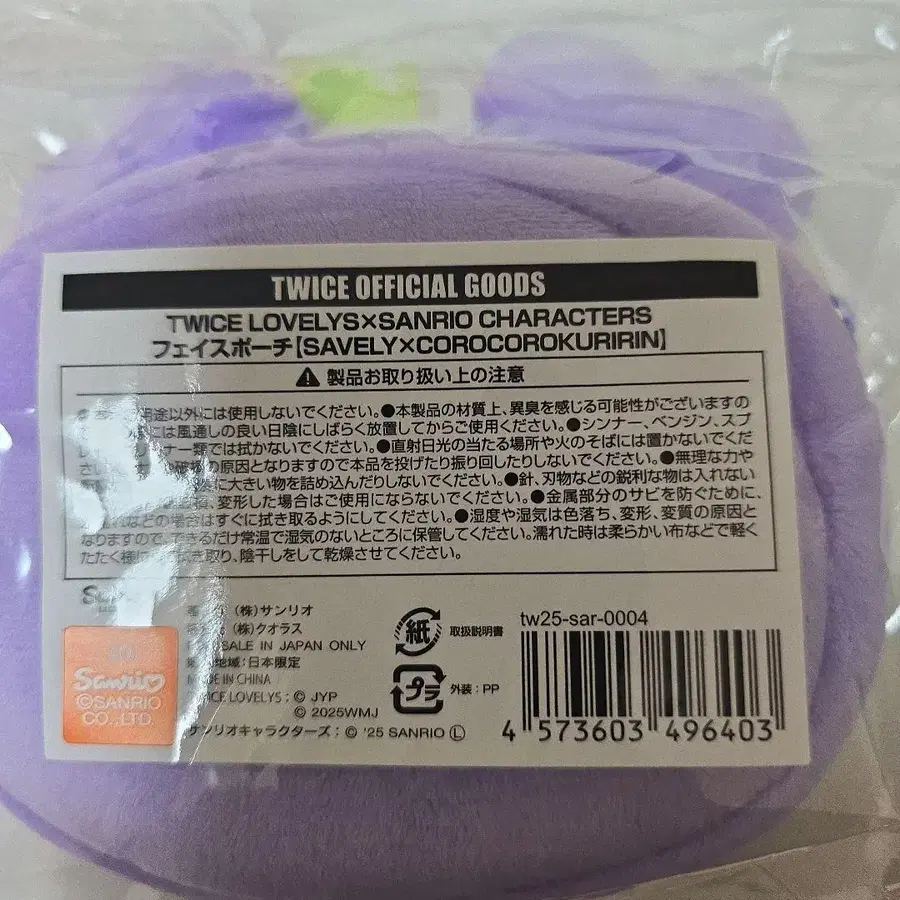 TWICE OFFICIAL GOODS
TWICE LOVELYS×SANRIO CHARACTERS
フェイスポーチ【SAVELY×COROCOROKURIRIN】
製品お取り扱い上の注意
用途以外には使用しないでください。●本製品の材質上、異臭を感じる可能性がございますの
には風通しの良い日陰にしばらく放置してからご使用ください。●シンナー、ベンジン、スプ
ナー類では拭かないでください。●直射日光の当たる場所や火のそばには置かないでくだ
の原因となりますので本品を投げたり振り回したりしないでください。●無理な力や
に大きい物を詰め込んだりしないでください。●針、刃物などの鋭利な物は入れない
変形した場合はご使用にならないでください。●金属部分のサビを防ぐために、
などの場合はすぐに拭き取るようにしてください。●湿度や湿気は色落ち、変形、変質の原因と
なりますので、できるだけ常温で湿気のないところに保管してください。濡れた時は柔らかい布などで軽く
たたく様に 拭き取り、陰干しをして乾燥させてください。
(株)サンリオ
(株)クオラス
SALE IN JAPAN ONLY
地域:日本限定
MADE IN CHINA
TWICE LOVELYS:© JYP
© 2025WMJ
サンリオキャラクターズ:© '25 SANRIO Ⓛ
Sanrio
©SANRIO
CO.,LTD.
紙
取扱説明書
プラ
外装:PP
tw25-sar-0004
4 573603 496403